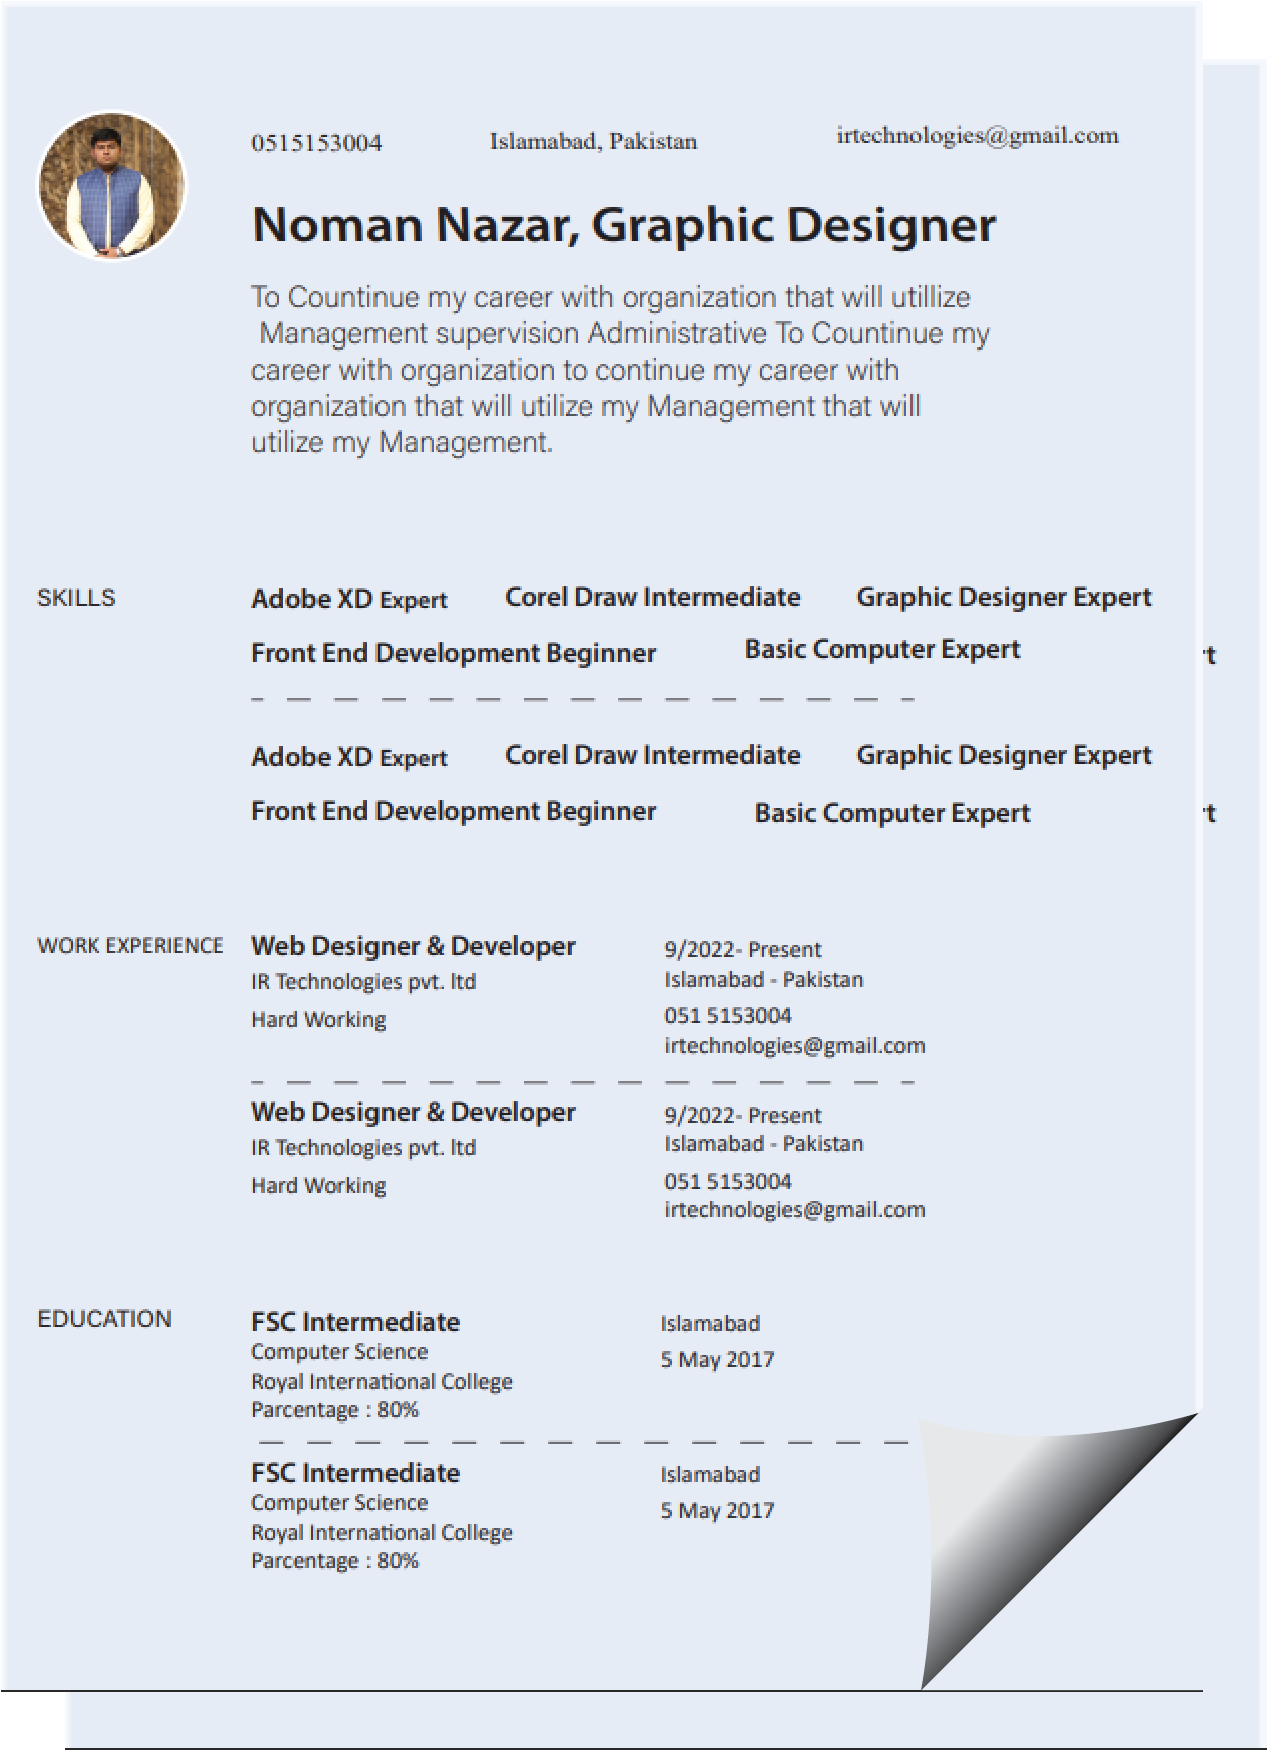 0515153004 Islamabad, Pakistan irtechnologies@gmail.com
Noman Nazar, Graphic Designer
To Countinue my career with organization that will utillize
Management supervision Administrative To Countinue my
career with organization to continue my career with
organization that will utilize my Management that will
utilize my Management.
SKILLS
Adobe XD Expert Corel Draw Intermediate Graphic Designer Expert
Front End Development Beginner Basic Computer Expert
Adobe XD Expert Corel Draw Intermediate Graphic Designer Expert
Front End Development Beginner Basic Computer Expert
WORK EXPERIENCE
Web Designer & Developer 9/2022- Present
IR Technologies pvt. ltd Islamabad - Pakistan
Hard Working 051 5153004
irtechnologies@gmail.com
Web Designer & Developer 9/2022- Present
IR Technologies pvt. ltd Islamabad - Pakistan
Hard Working 051 5153004
irtechnologies@gmail.com
EDUCATION
FSC Intermediate Islamabad
Computer Science 5 May 2017
Royal International College
Parcentage : 80%
FSC Intermediate Islamabad
Computer Science 5 May 2017
Royal International College
Parcentage : 80%